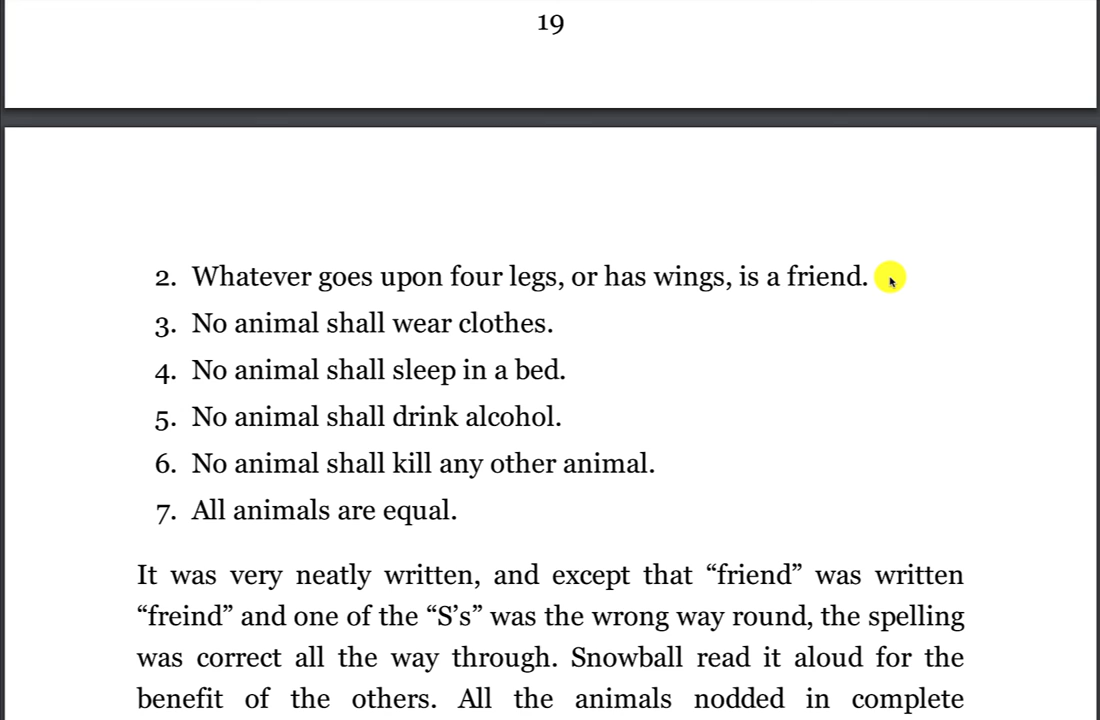 19
2. Whatever goes upon four legs, or has wings, is a friend.
3. No animal shall wear clothes.
4. No animal shall sleep in a bed.
5. No animal shall drink alcohol.
6. No animal shall kill any other animal.
7. All animals are equal.
It was very neatly written, and except that “friend” was written
“freind” and one of the “S’s” was the wrong way round, the spelling
was correct all the way through. Snowball read it aloud for the
benefit of the others. All the animals nodded in complete